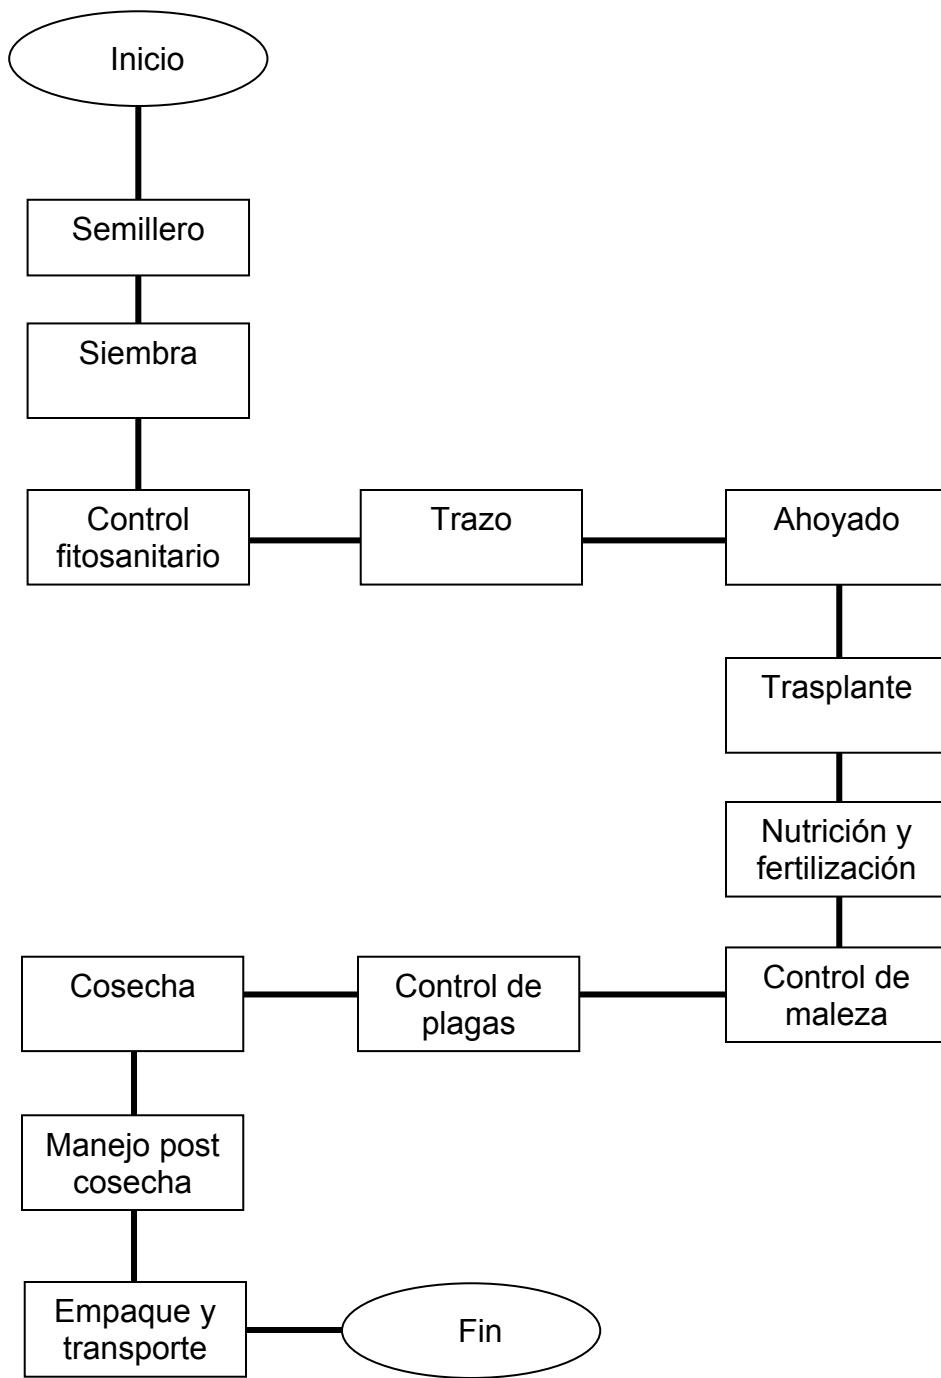 Inicio
Semillero
Siembra
Control
fitosanitario
Trazo
Ahoyado
Trasplante
Nutrición y
fertilización
Control de
maleza
Control de
plagas
Cosecha
Manejo post
cosecha
Empaque y
transporte
Fin